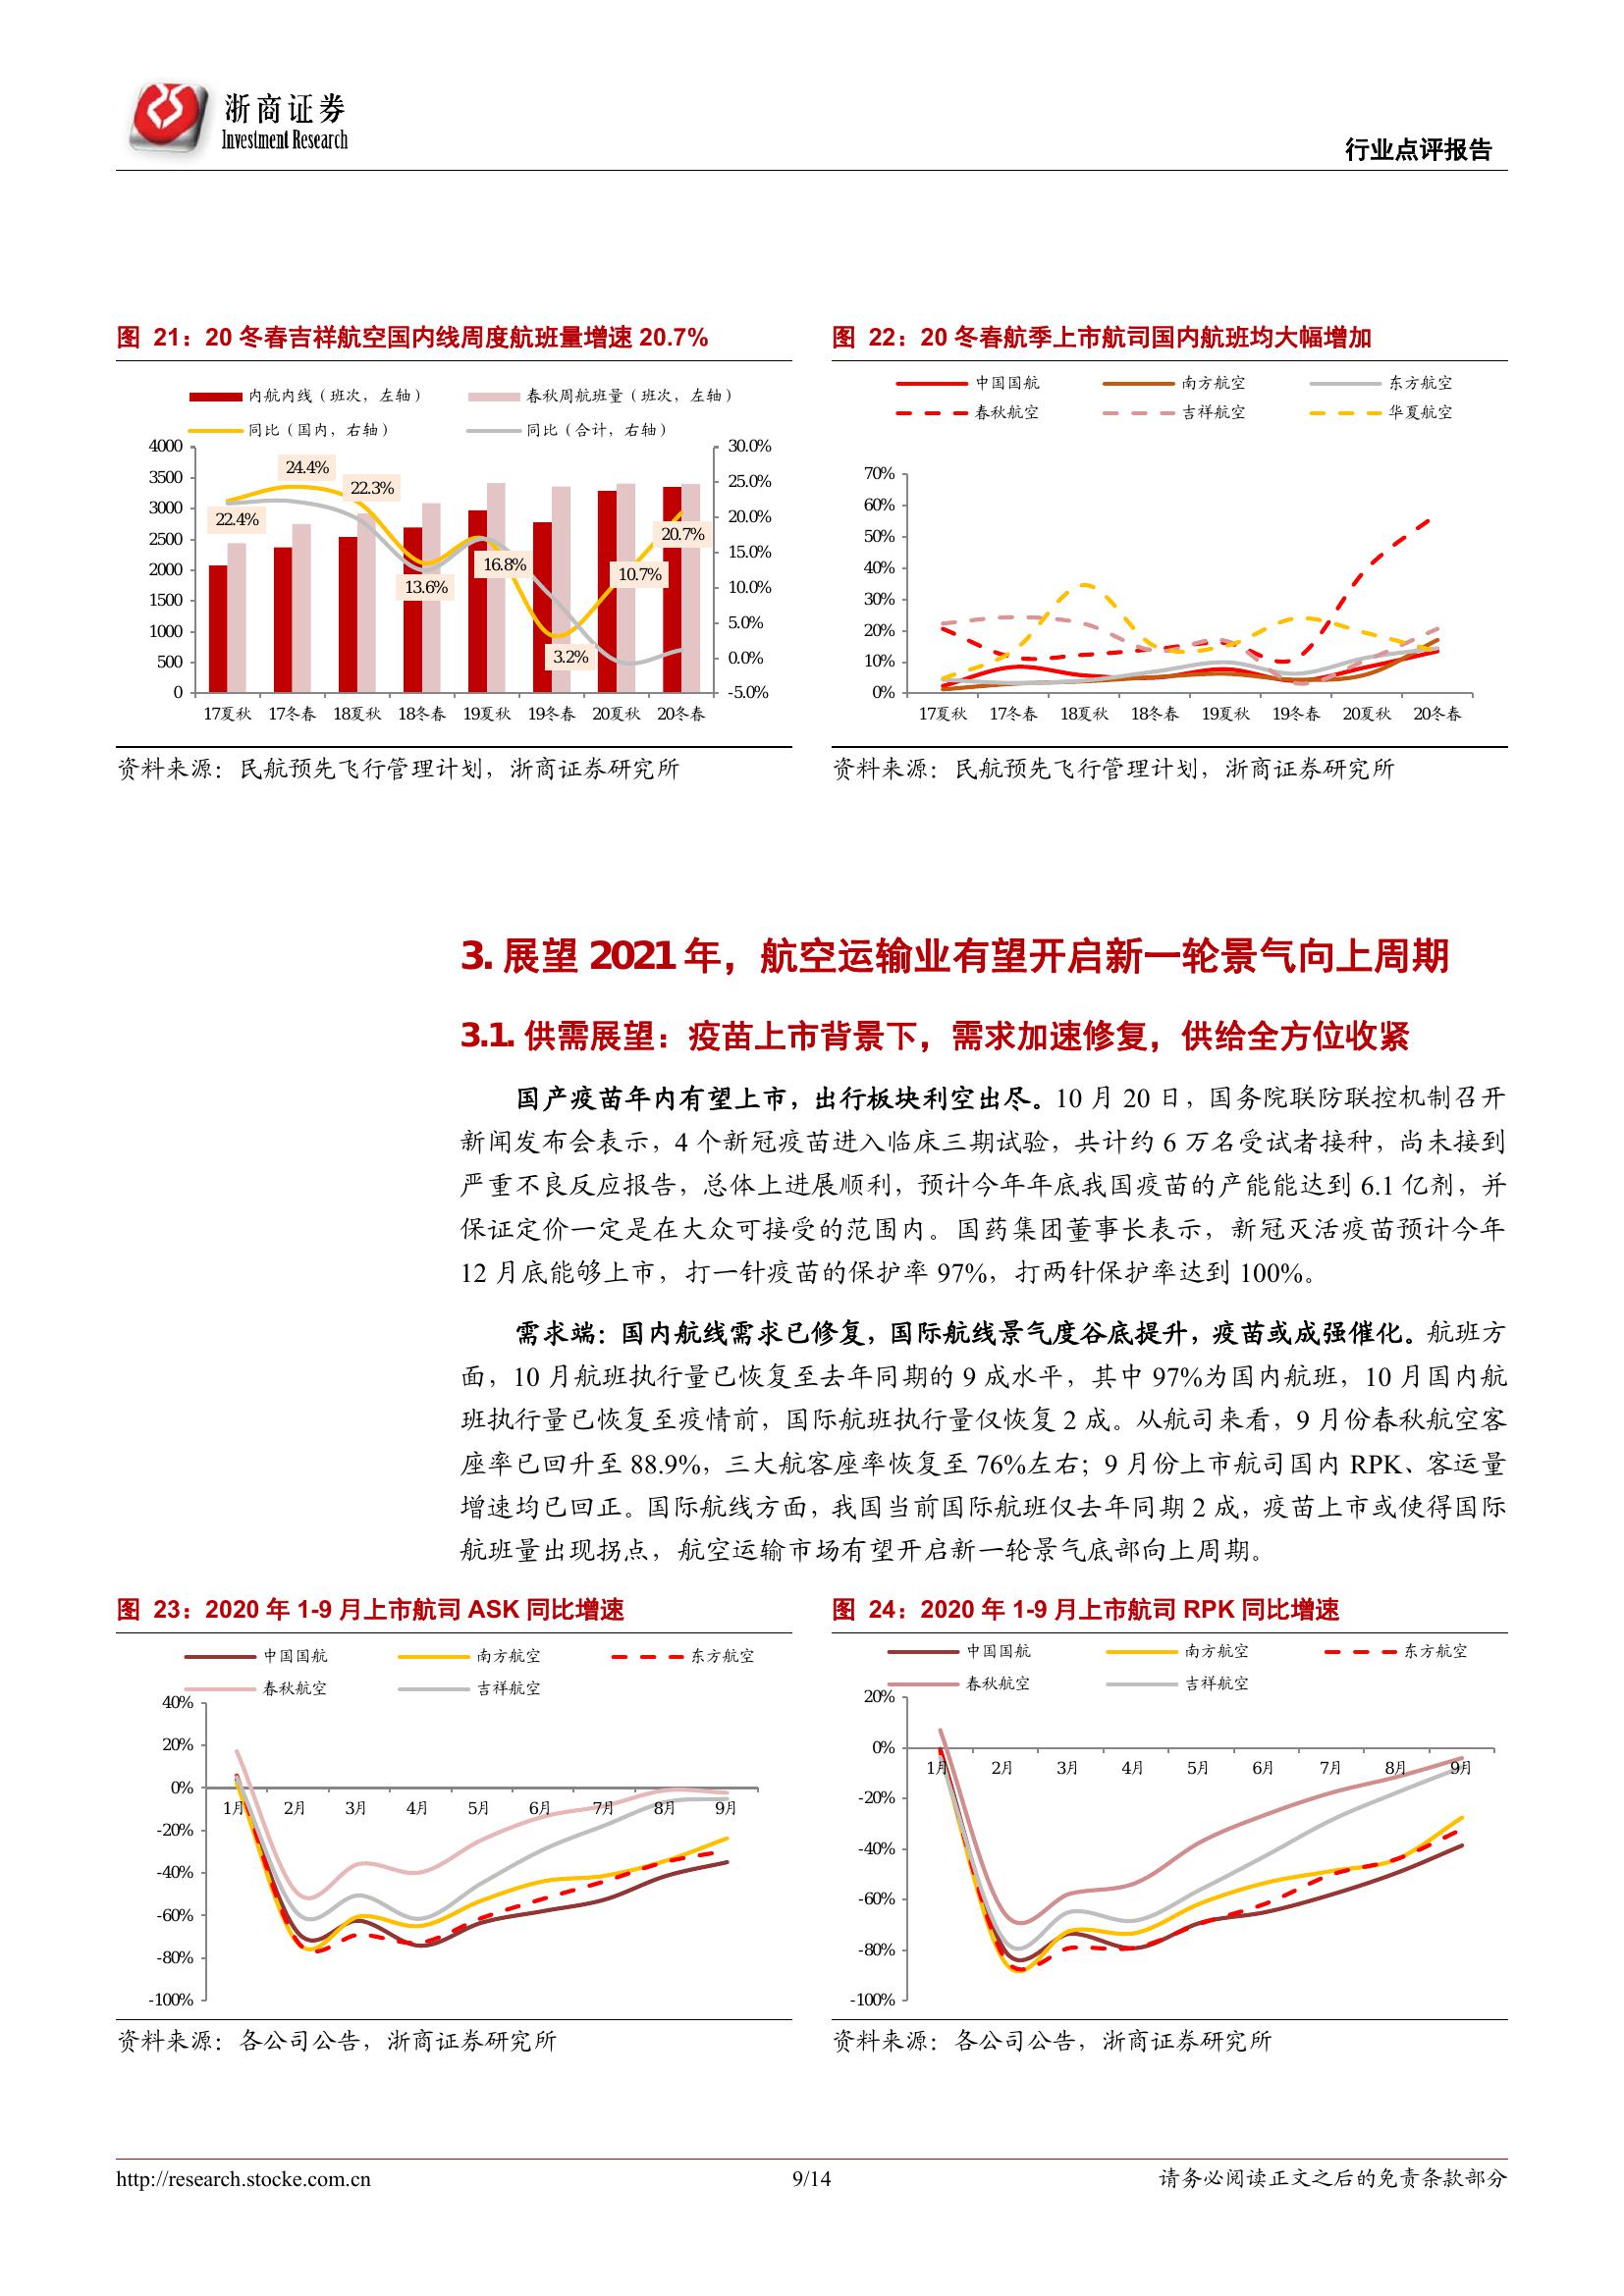 浙商证券
Investment Research
行业点评报告
图 21：20 冬春吉祥航空国内线周度航班量增速 20.7%
内航内线（班次，左轴）
春秋周航班量（班次，左轴）
同比（国内，右轴）
同比（合计，右轴）
4000
3500
3000
2500
2000
1500
1000
500
0
30.0%
25.0%
20.0%
15.0%
10.0%
5.0%
0.0%
-5.0%
22.4%
24.4%
22.3%
13.6%
16.8%
3.2%
10.7%
20.7%
17夏秋 17冬春 18夏秋 18冬春 19夏秋 19冬春 20夏秋 20冬春
资料来源：民航预先飞行管理计划，浙商证券研究所
图 22：20 冬春航季上市航司国内航班均大幅增加
中国国航 南方航空 东方航空
春秋航空 吉祥航空 华夏航空
70%
60%
50%
40%
30%
20%
10%
0%
17夏秋 17冬春 18夏秋 18冬春 19夏秋 19冬春 20夏秋 20冬春
资料来源：民航预先飞行管理计划，浙商证券研究所
3. 展望 2021 年，航空运输业有望开启新一轮景气向上周期
3.1. 供需展望：疫苗上市背景下，需求加速修复，供给全方位收紧
国产疫苗年内有望上市，出行板块利空出尽。10 月 20 日，国务院联防联控机制召开
新闻发布会表示，4 个新冠疫苗进入临床三期试验，共计约 6 万名受试者接种，尚未接到
严重不良反应报告，总体上进展顺利，预计今年年底我国疫苗的产能能达到 6.1 亿剂，并
保证定价一定是在大众可接受的范围内。国药集团董事长表示，新冠灭活疫苗预计今年
12 月底能够上市，打一针疫苗的保护率 97%，打两针保护率达到 100%。
需求端：国内航线需求已修复，国际航线景气度谷底提升，疫苗或成强催化。航班方
面，10 月航班执行量已恢复至去年同期的 9 成水平，其中 97%为国内航班，10 月国内航
班执行量已恢复至疫情前，国际航班执行量仅恢复 2 成。从航司来看，9 月份春秋航空客
座率已回升至 88.9%，三大航客座率恢复至 76%左右；9 月份上市航司国内 RPK、客运量
增速均已回正。国际航线方面，我国当前国际航班仅去年同期 2 成，疫苗上市或使得国际
航班量出现拐点，航空运输市场有望开启新一轮景气底部向上周期。
图 23：2020 年 1-9 月上市航司 ASK 同比增速
中国国航 南方航空 东方航空
春秋航空 吉祥航空
40%
20%
0%
-20%
-40%
-60%
-80%
-100%
1月 2月 3月 4月 5月 6月 7月 8月 9月
资料来源：各公司公告，浙商证券研究所
图 24：2020 年 1-9 月上市航司 RPK 同比增速
中国国航 南方航空 东方航空
春秋航空 吉祥航空
20%
0%
-20%
-40%
-60%
-80%
-100%
1月 2月 3月 4月 5月 6月 7月 8月 9月
资料来源：各公司公告，浙商证券研究所
http://research.stocke.com.cn
9/14
请务必阅读正文之后的免责条款部分